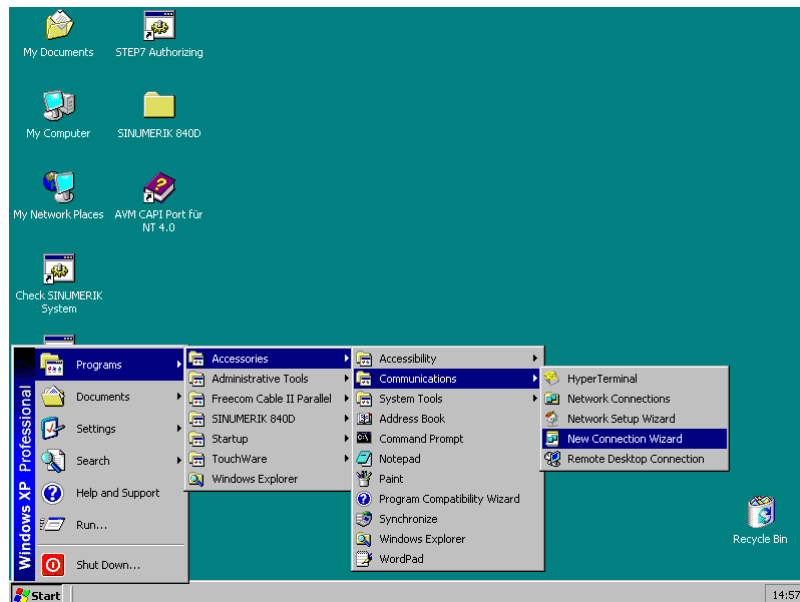 My Documents
STEP7 Authorizing
My Computer
SINUMERIK 840D
My Network Places
AVM CAPI Port für
NT 4.0
Check SINUMERIK
System
Windows XP Professional
Programs
Documents
Settings
Search
Help and Support
Run...
Shut Down...
Accessories
Administrative Tools
Freecom Cable II Parallel
SINUMERIK 840D
Startup
TouchWare
Windows Explorer
Accessibility
Communications
System Tools
Address Book
Command Prompt
Notepad
Paint
Program Compatibility Wizard
Synchronize
Windows Explorer
WordPad
HyperTerminal
Network Connections
Network Setup Wizard
New Connection Wizard
Remote Desktop Connection
Recycle Bin
Start
14:57